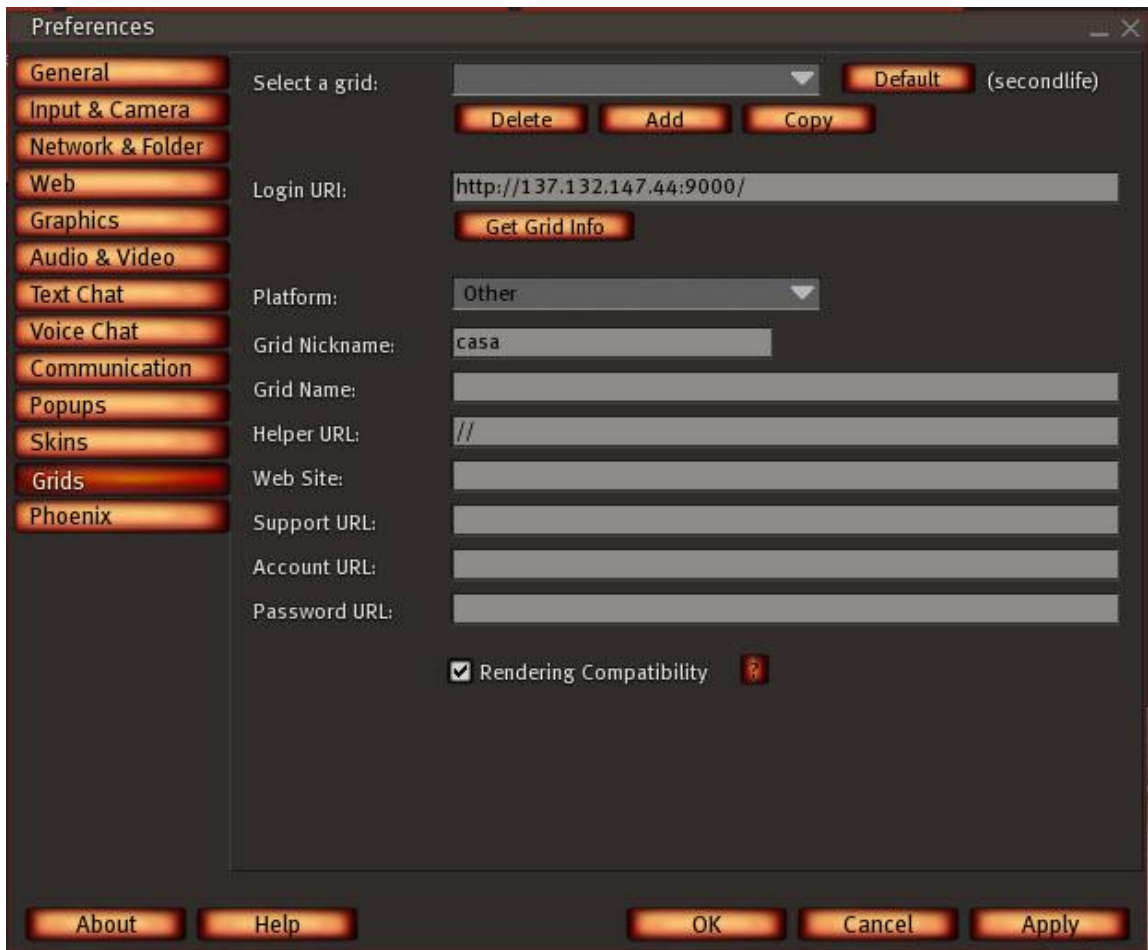 Preferences
General
Input & Camera
Network & Folder
Web
Graphics
Audio & Video
Text Chat
Voice Chat
Communication
Popups
Skins
Grids
Phoenix
Select a grid: Default (secondlife)
Delete Add Copy
Login URI: http://137.132.147.44:9000/
Get Grid Info
Platform: Other
Grid Nickname: casa
Grid Name:
Helper URL: //
Web Site:
Support URL:
Account URL:
Password URL:
Rendering Compatibility ?
About Help OK Cancel Apply